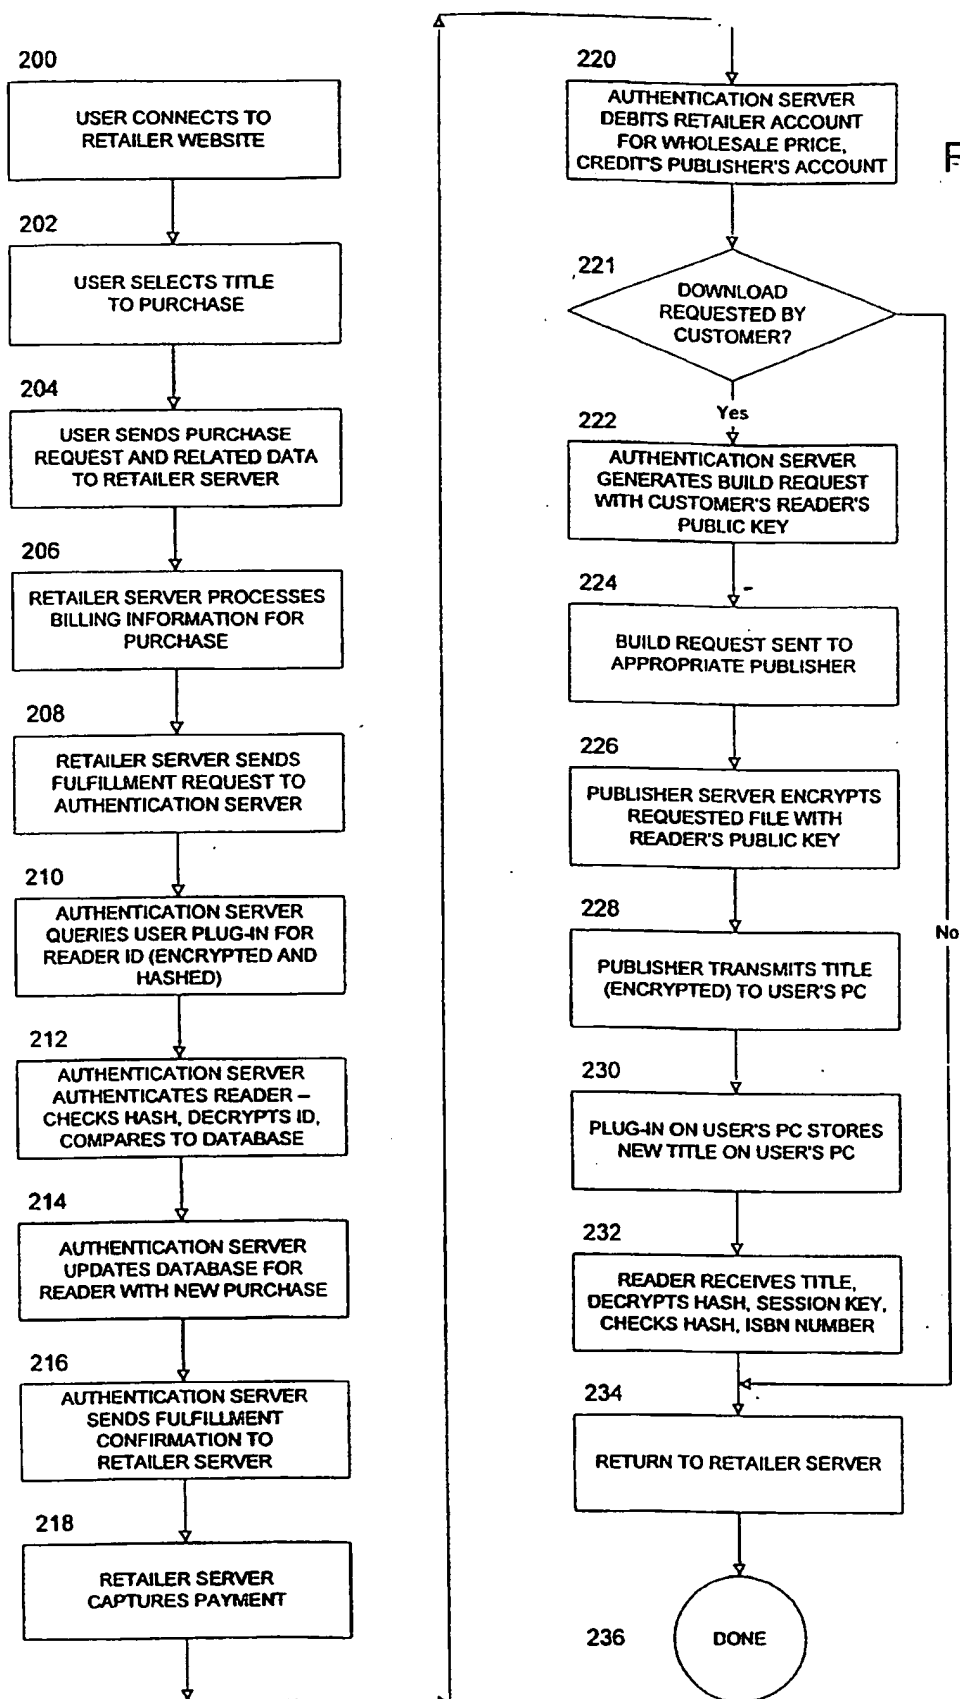 200
USER CONNECTS TO
RETAILER WEBSITE
202
USER SELECTS TITLE
TO PURCHASE
204
USER SENDS PURCHASE
REQUEST AND RELATED DATA
TO RETAILER SERVER
206
RETAILER SERVER PROCESSES
BILLING INFORMATION FOR
PURCHASE
208
RETAILER SERVER SENDS
FULFILLMENT REQUEST TO
AUTHENTICATION SERVER
210
AUTHENTICATION SERVER
QUERIES USER PLUG-IN FOR
READER ID (ENCRYPTED AND
HASHED)
212
AUTHENTICATION SERVER
AUTHENTICATES READER –
CHECKS HASH, DECRYPTS ID,
COMPARES TO DATABASE
214
AUTHENTICATION SERVER
UPDATES DATABASE FOR
READER WITH NEW PURCHASE
216
AUTHENTICATION SERVER
SENDS FULFILLMENT
CONFIRMATION TO
RETAILER SERVER
218
RETAILER SERVER
CAPTURES PAYMENT
220
AUTHENTICATION SERVER
DEBITS RETAILER ACCOUNT
FOR WHOLESALE PRICE,
CREDIT'S PUBLISHER'S ACCOUNT
221
DOWNLOAD
REQUESTED BY
CUSTOMER?
Yes
222
AUTHENTICATION SERVER
GENERATES BUILD REQUEST
WITH CUSTOMER'S READER'S
PUBLIC KEY
224
BUILD REQUEST SENT TO
APPROPRIATE PUBLISHER
226
PUBLISHER SERVER ENCRYPTS
REQUESTED FILE WITH
READER'S PUBLIC KEY
228
No
PUBLISHER TRANSMITS TITLE
(ENCRYPTED) TO USER'S PC
230
PLUG-IN ON USER'S PC STORES
NEW TITLE ON USER'S PC
232
READER RECEIVES TITLE,
DECRYPTS HASH, SESSION KEY,
CHECKS HASH, ISBN NUMBER
234
RETURN TO RETAILER SERVER
236
DONE